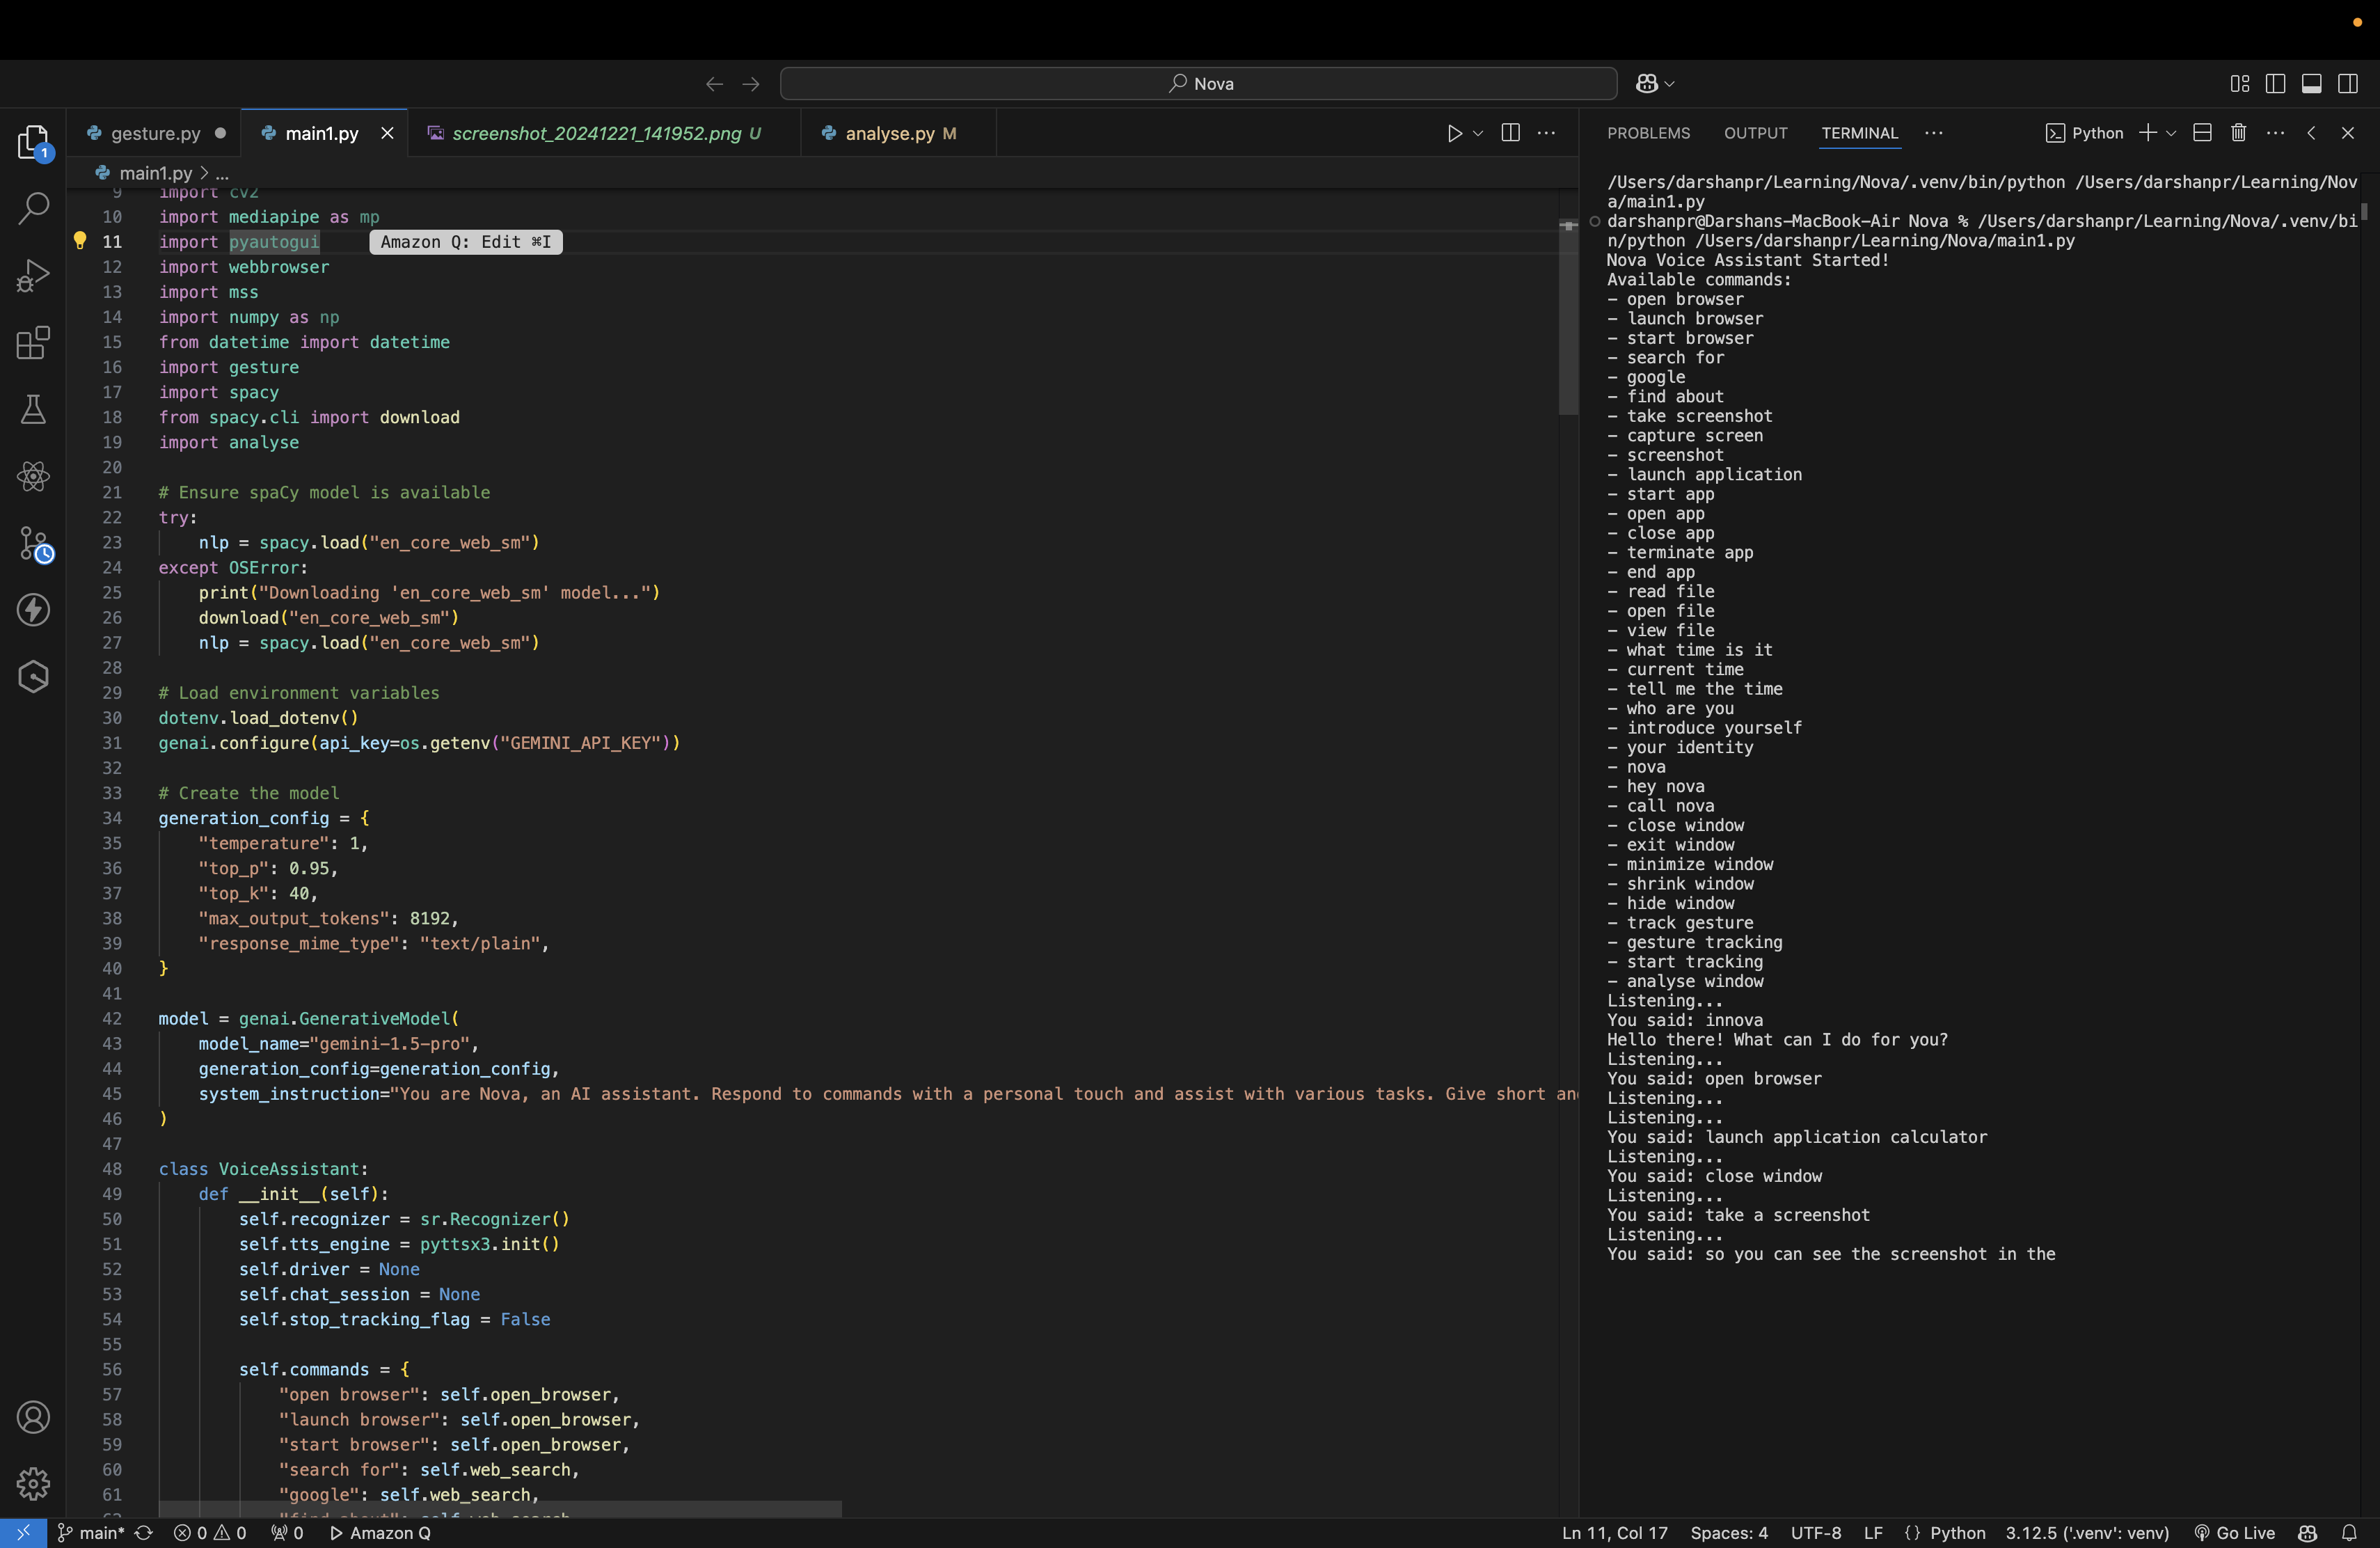 Nova
gesture.py
main1.py
screenshot_20241221_141952.png U
analyse.py M
main1.py > ...
9 import cv2
10 import mediapipe as mp
11 import pyautogui Amazon Q: Edit ⌘I
12 import webbrowser
13 import mss
14 import numpy as np
15 from datetime import datetime
16 import gesture
17 import spacy
18 from spacy.cli import download
19 import analyse
20
21 # Ensure spaCy model is available
22 try:
23 nlp = spacy.load("en_core_web_sm")
24 except OSError:
25 print("Downloading 'en_core_web_sm' model...")
26 download("en_core_web_sm")
27 nlp = spacy.load("en_core_web_sm")
28
29 # Load environment variables
30 dotenv.load_dotenv()
31 genai.configure(api_key=os.getenv("GEMINI_API_KEY"))
32
33 # Create the model
34 generation_config = {
35 "temperature": 1,
36 "top_p": 0.95,
37 "top_k": 40,
38 "max_output_tokens": 8192,
39 "response_mime_type": "text/plain",
40 }
41
42 model = genai.GenerativeModel(
43 model_name="gemini-1.5-pro",
44 generation_config=generation_config,
45 system_instruction="You are Nova, an AI assistant. Respond to commands with a personal touch and assist with various tasks. Give short an
46 )
47
48 class VoiceAssistant:
49 def __init__(self):
50 self.recognizer = sr.Recognizer()
51 self.tts_engine = pyttsx3.init()
52 self.driver = None
53 self.chat_session = None
54 self.stop_tracking_flag = False
55
56 self.commands = {
57 "open browser": self.open_browser,
58 "launch browser": self.open_browser,
59 "start browser": self.open_browser,
60 "search for": self.web_search,
61 "google": self.web_search,
PROBLEMS OUTPUT TERMINAL ... Python
/Users/darshanpr/Learning/Nova/.venv/bin/python /Users/darshanpr/Learning/Nov
a/main1.py
darshanpr@Darshans-MacBook-Air Nova % /Users/darshanpr/Learning/Nova/.venv/bi
n/python /Users/darshanpr/Learning/Nova/main1.py
Nova Voice Assistant Started!
Available commands:
- open browser
- launch browser
- start browser
- search for
- google
- find about
- take screenshot
- capture screen
- screenshot
- launch application
- start app
- open app
- close app
- terminate app
- end app
- read file
- open file
- view file
- what time is it
- current time
- tell me the time
- who are you
- introduce yourself
- your identity
- nova
- hey nova
- call nova
- close window
- exit window
- minimize window
- shrink window
- hide window
- track gesture
- gesture tracking
- start tracking
- analyse window
Listening...
You said: innova
Hello there! What can I do for you?
Listening...
You said: open browser
Listening...
Listening...
You said: launch application calculator
Listening...
You said: close window
Listening...
You said: take a screenshot
Listening...
You said: so you can see the screenshot in the
1
main* 0 0 0 Amazon Q
Ln 11, Col 17 Spaces: 4 UTF-8 LF {} Python 3.12.5 ('.venv': venv) Go Live